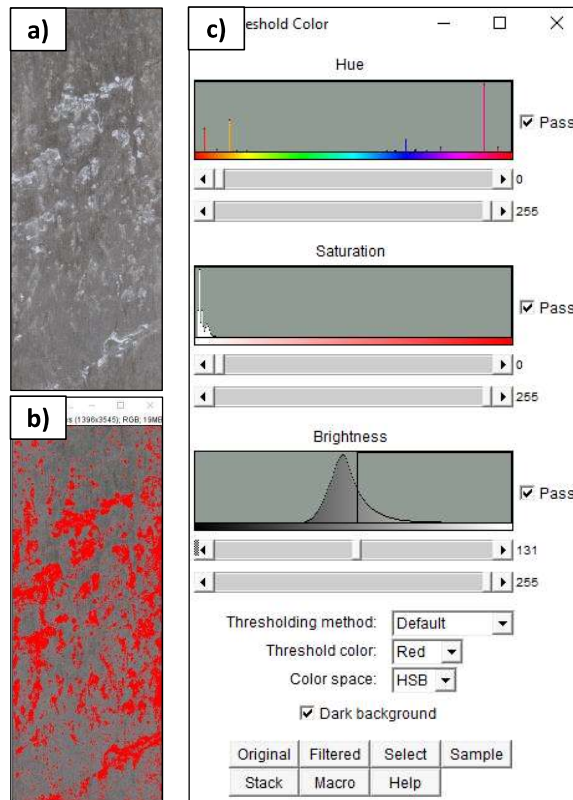 a)
b)
s (1396x3545); RGB; 19MB
c)
eshold Color
Hue
Pass
0
255
Saturation
Pass
0
255
Brightness
Pass
131
255
Thresholding method: Default
Threshold color: Red
Color space: HSB
Dark background
Original Filtered Select Sample
Stack Macro Help